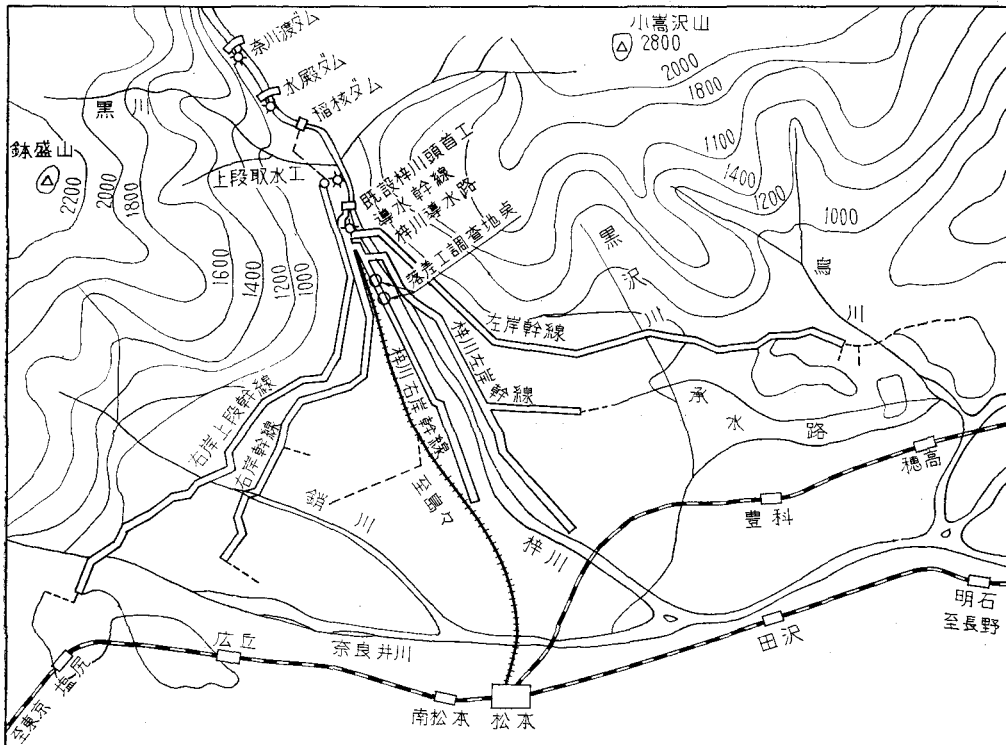 小嵩沢山
2800
2000
1800
1100
1400
1200
1000
奈川渡ダム
水殿ダム
稲核ダム
黒川
鉢盛山
2200
2000
1800
1600
1400
1200
1000
上段取水工
既設梓川頭首工
導水幹線
梓川導水路
落差工調査地点
黒沢川
烏川
左岸幹線
梓川左岸幹線
梓川右岸幹線
右岸上段幹線
右岸幹線
承水路
穂高
豊科
至島々
鎖川
梓川
明石
至長野
田沢
広丘
奈良井川
塩尻
至東京
南松本
松本